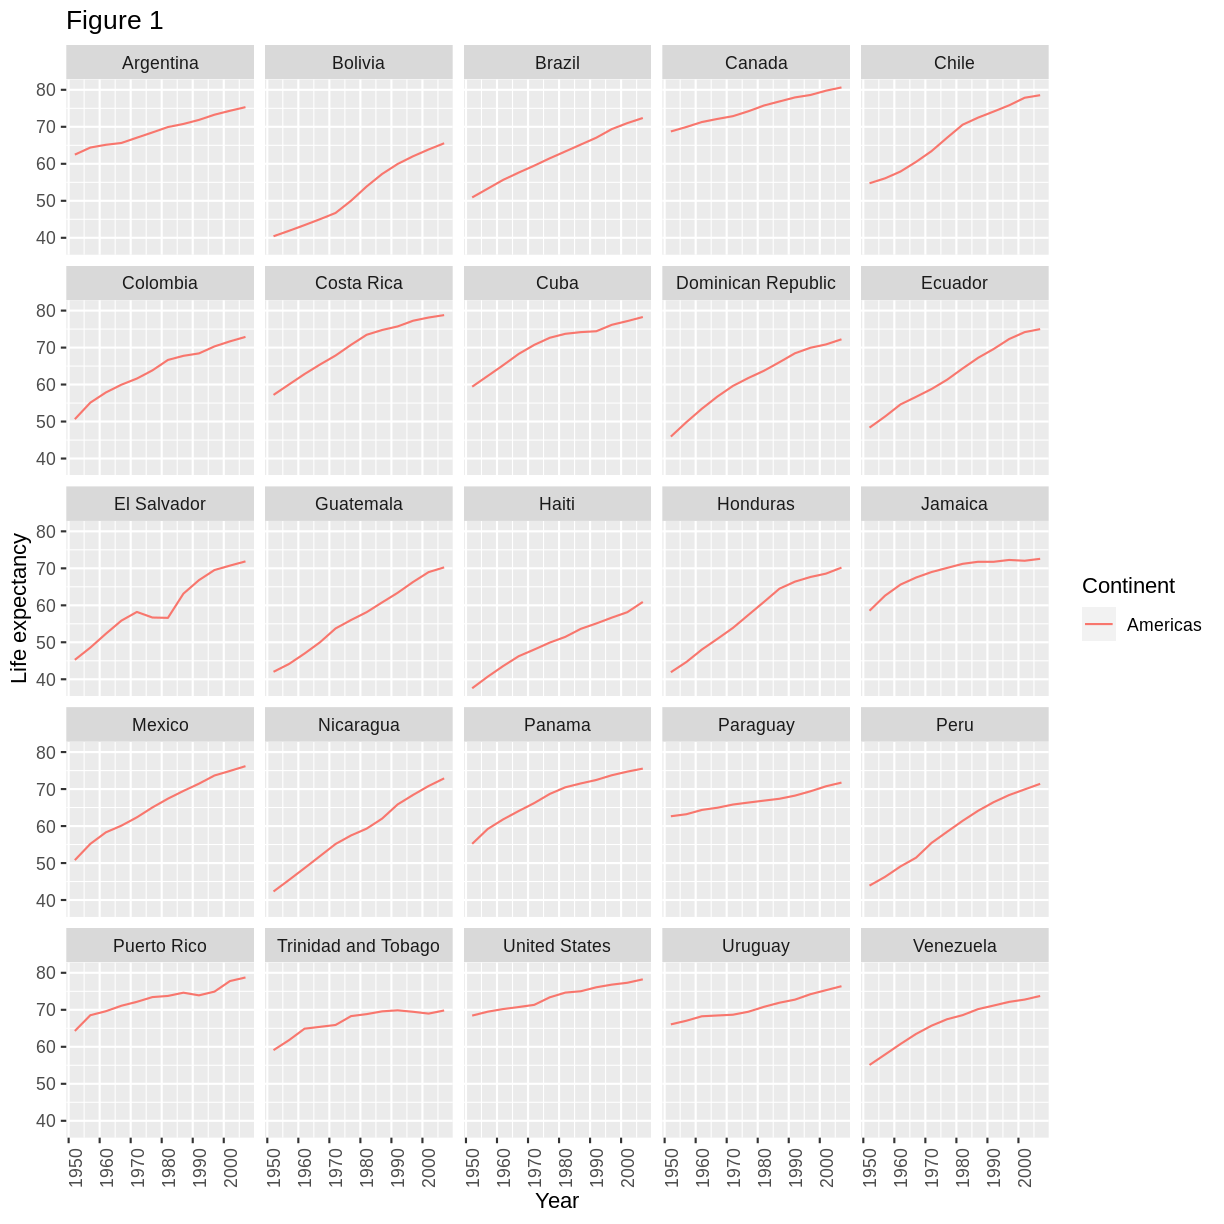 Figure 1
Argentina Bolivia Brazil Canada Chile
80
70
60
50
40
Colombia Costa Rica Cuba Dominican Republic Ecuador
80
70
60
50
40
El Salvador Guatemala Haiti Honduras Jamaica
80
70
60
50
40
Life expectancy
Continent
Americas
Mexico Nicaragua Panama Paraguay Peru
80
70
60
50
40
Puerto Rico Trinidad and Tobago United States Uruguay Venezuela
80
70
60
50
40
1950 1960 1970 1980 1990 2000 1950 1960 1970 1980 1990 2000 1950 1960 1970 1980 1990 2000 1950 1960 1970 1980 1990 2000 1950 1960 1970 1980 1990 2000
Year